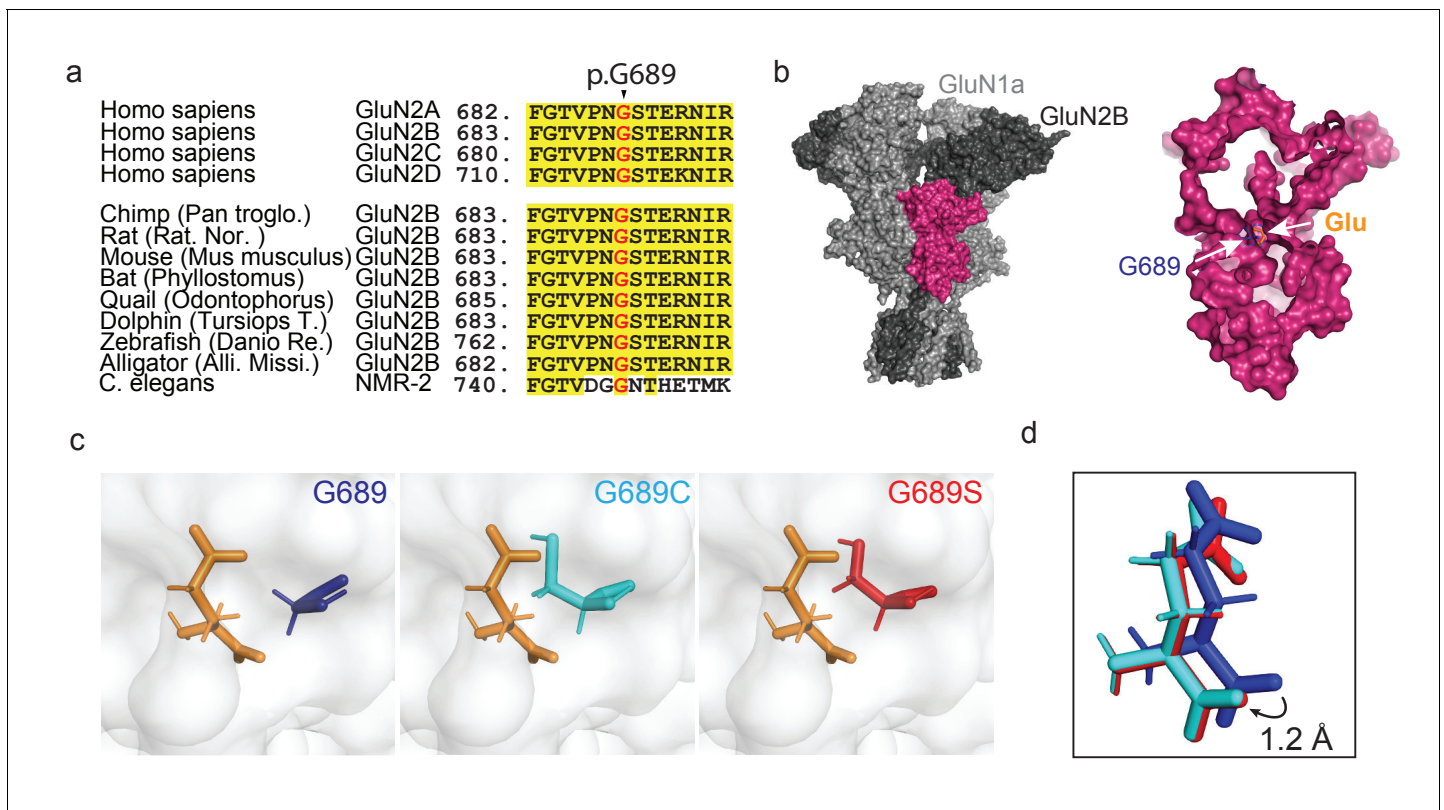 a
p.G689
Homo sapiens GluN2A 682. FGTVPNGSTERNIR
Homo sapiens GluN2B 683. FGTVPNGSTERNIR
Homo sapiens GluN2C 680. FGTVPNGSTERNIR
Homo sapiens GluN2D 710. FGTVPNGSTEKNIR
Chimp (Pan troglo.) GluN2B 683. FGTVPNGSTERNIR
Rat (Rat. Nor. ) GluN2B 683. FGTVPNGSTERNIR
Mouse (Mus musculus) GluN2B 683. FGTVPNGSTERNIR
Bat (Phyllostomus) GluN2B 683. FGTVPNGSTERNIR
Quail (Odontophorus) GluN2B 685. FGTVPNGSTERNIR
Dolphin (Tursiops T.) GluN2B 683. FGTVPNGSTERNIR
Zebrafish (Danio Re.) GluN2B 762. FGTVPNGSTERNIR
Alligator (Alli. Missi.) GluN2B 682. FGTVPNGSTERNIR
C. elegans NMR-2 740. FGTVDGGNTHETMK
b
GluN1a
GluN2B
Glu
G689
c
G689
G689C
G689S
d
1.2 Å